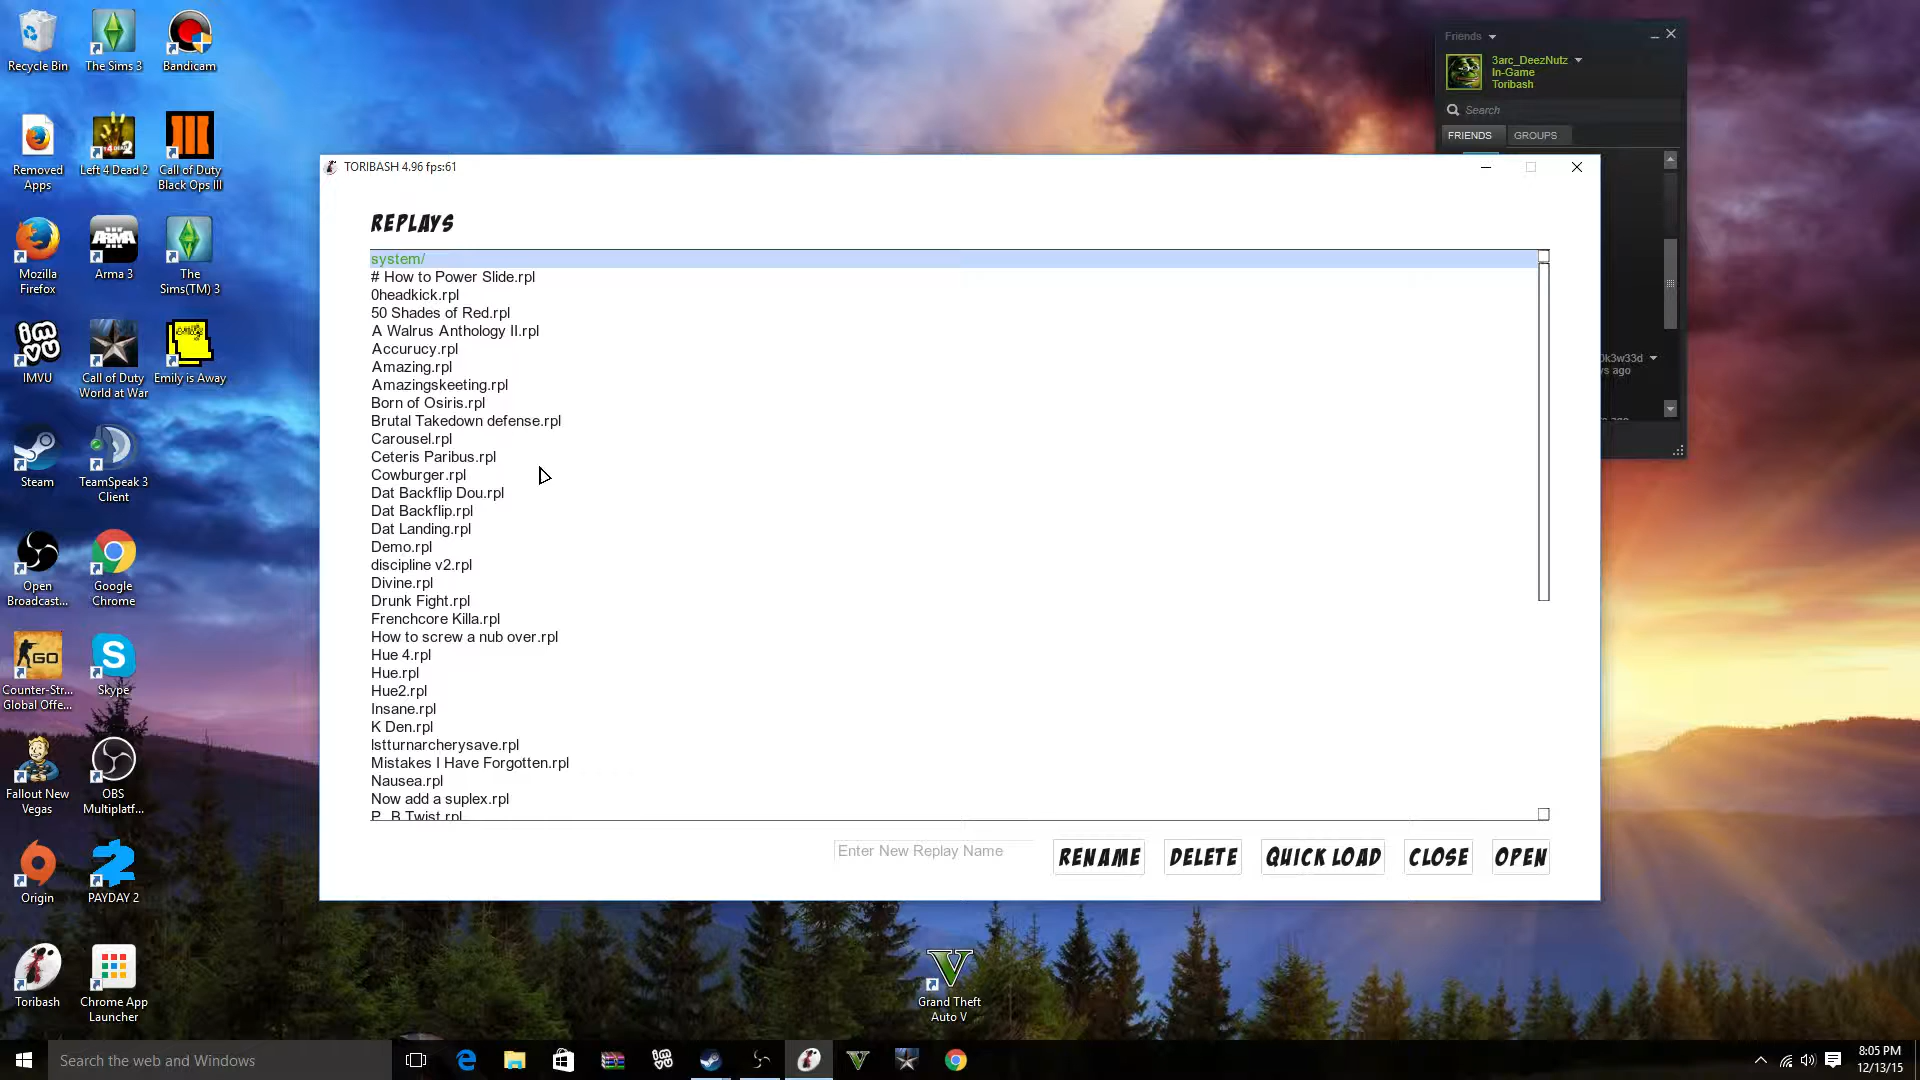 Recycle Bin
The Sims 3
Bandicam
Removed
Apps
Left 4 Dead 2
Call of Duty
Black Ops III
Mozilla
Firefox
Arma 3
The
Sims(TM) 3
IMVU
Call of Duty
World at War
Emily is Away
Steam
TeamSpeak 3
Client
Open
Broadcast...
Google
Chrome
Counter-Str...
Global Offe...
Skype
Fallout New
Vegas
OBS
Multiplatf...
Origin
PAYDAY 2
Toribash
Chrome App
Launcher
TORIBASH 4.96 fps:61
REPLAYS
system/
# How to Power Slide.rpl
0headkick.rpl
50 Shades of Red.rpl
A Walrus Anthology II.rpl
Accurucy.rpl
Amazing.rpl
Amazingskeeting.rpl
Born of Osiris.rpl
Brutal Takedown defense.rpl
Carousel.rpl
Ceteris Paribus.rpl
Cowburger.rpl
Dat Backflip Dou.rpl
Dat Backflip.rpl
Dat Landing.rpl
Demo.rpl
discipline v2.rpl
Divine.rpl
Drunk Fight.rpl
Frenchcore Killa.rpl
How to screw a nub over.rpl
Hue 4.rpl
Hue.rpl
Hue2.rpl
Insane.rpl
K Den.rpl
lstturnarcherysave.rpl
Mistakes I Have Forgotten.rpl
Nausea.rpl
Now add a suplex.rpl
P_B Twist.rpl
Enter New Replay Name
RENAME
DELETE
QUICK LOAD
CLOSE
OPEN
Friends
3arc_DeezNutz
In-Game
Toribash
Search
FRIENDS
GROUPS
0k3w33d
ys ago
Grand Theft
Auto V
Search the web and Windows
8:05 PM
12/13/15